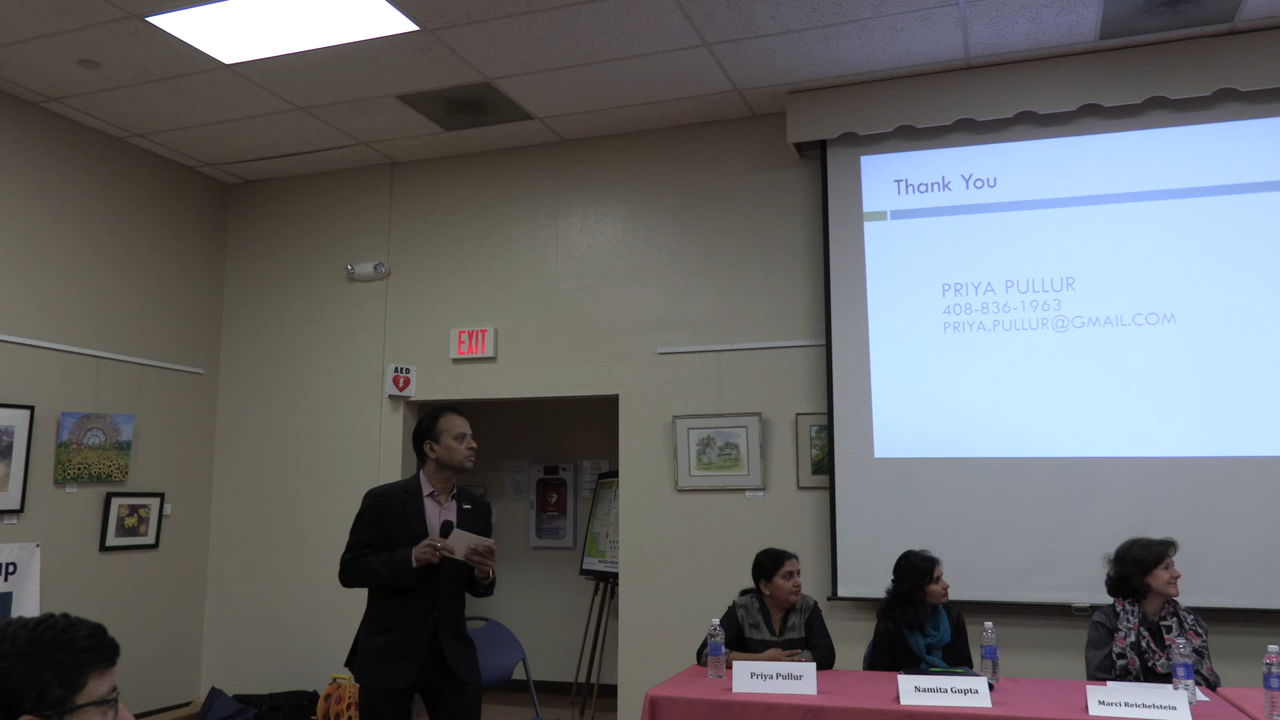 Thank You
PRIYA PULLUR
408-836-1963
PRIYA.PULLUR@GMAIL.COM
EXIT
AED
up
Priya Pullur
Namita Gupta
Marci Reichelstein